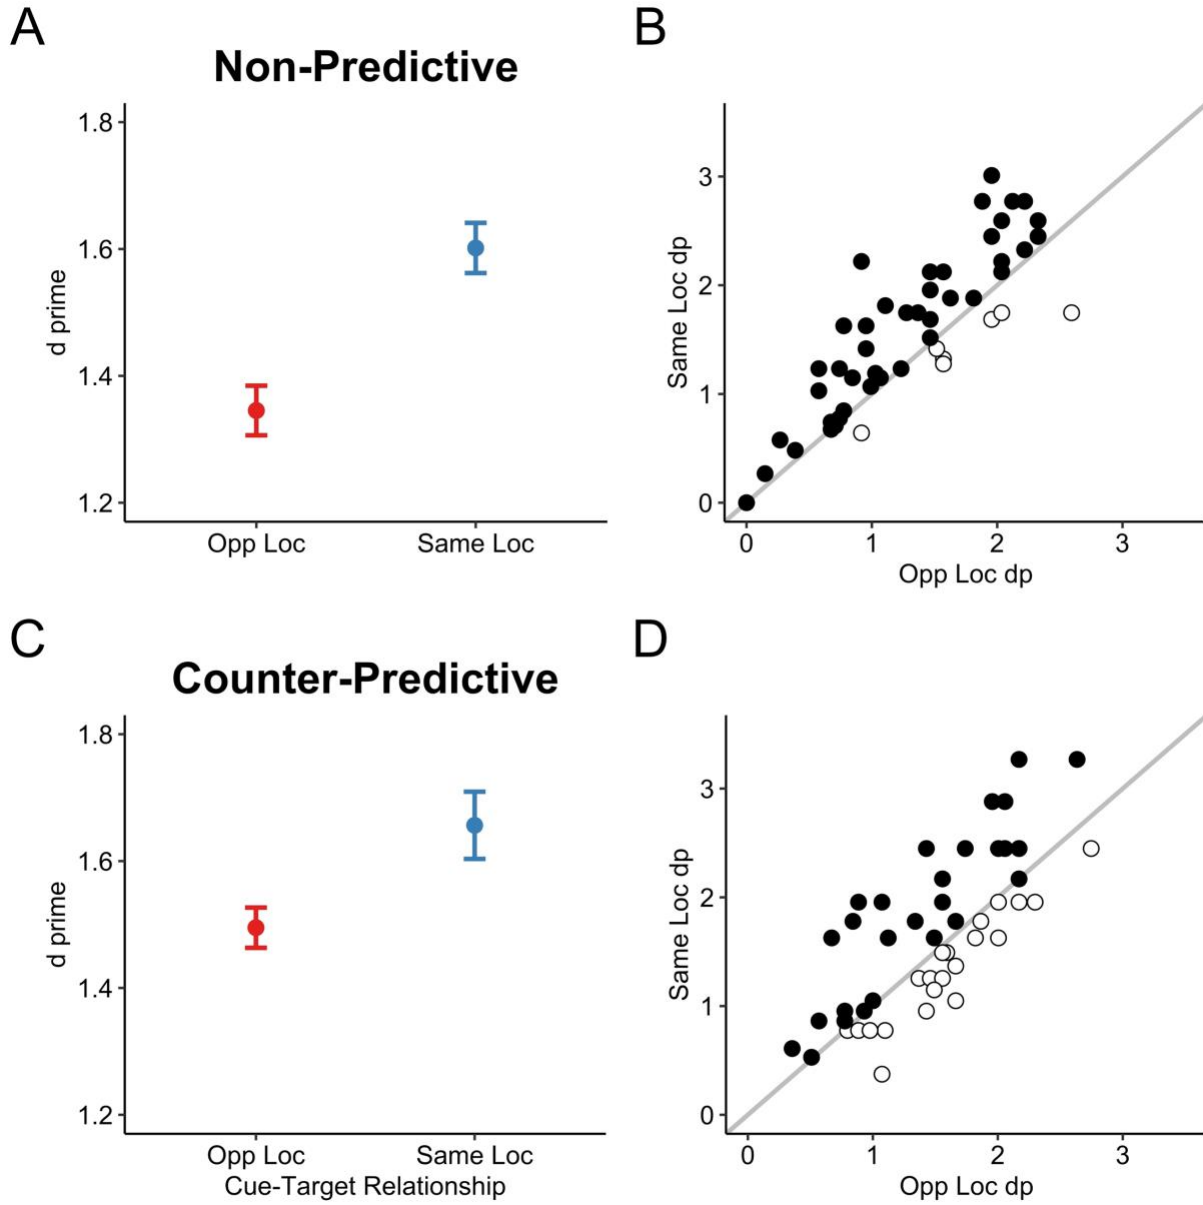 A
Non-Predictive
1.8
1.6
1.4
1.2
d prime
Opp Loc
Same Loc
B
3
2
1
0
Same Loc dp
0
1
2
3
Opp Loc dp
C
Counter-Predictive
1.8
1.6
1.4
1.2
d prime
Opp Loc
Same Loc
Cue-Target Relationship
D
3
2
1
0
Same Loc dp
0
1
2
3
Opp Loc dp